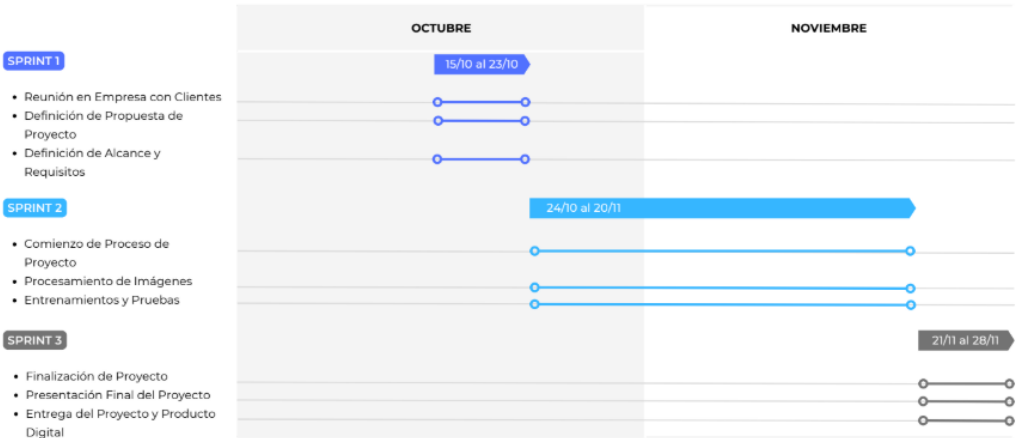 OCTUBRE
NOVIEMBRE
SPRINT 1
15/10 al 23/10
• Reunión en Empresa con Clientes
• Definición de Propuesta de
Proyecto
• Definición de Alcance y
Requisitos
SPRINT 2
24/10 al 20/11
• Comienzo de Proceso de
Proyecto
• Procesamiento de Imágenes
• Entrenamientos y Pruebas
SPRINT 3
21/11 al 28/11
• Finalización de Proyecto
• Presentación Final del Proyecto
• Entrega del Proyecto y Producto
Digital